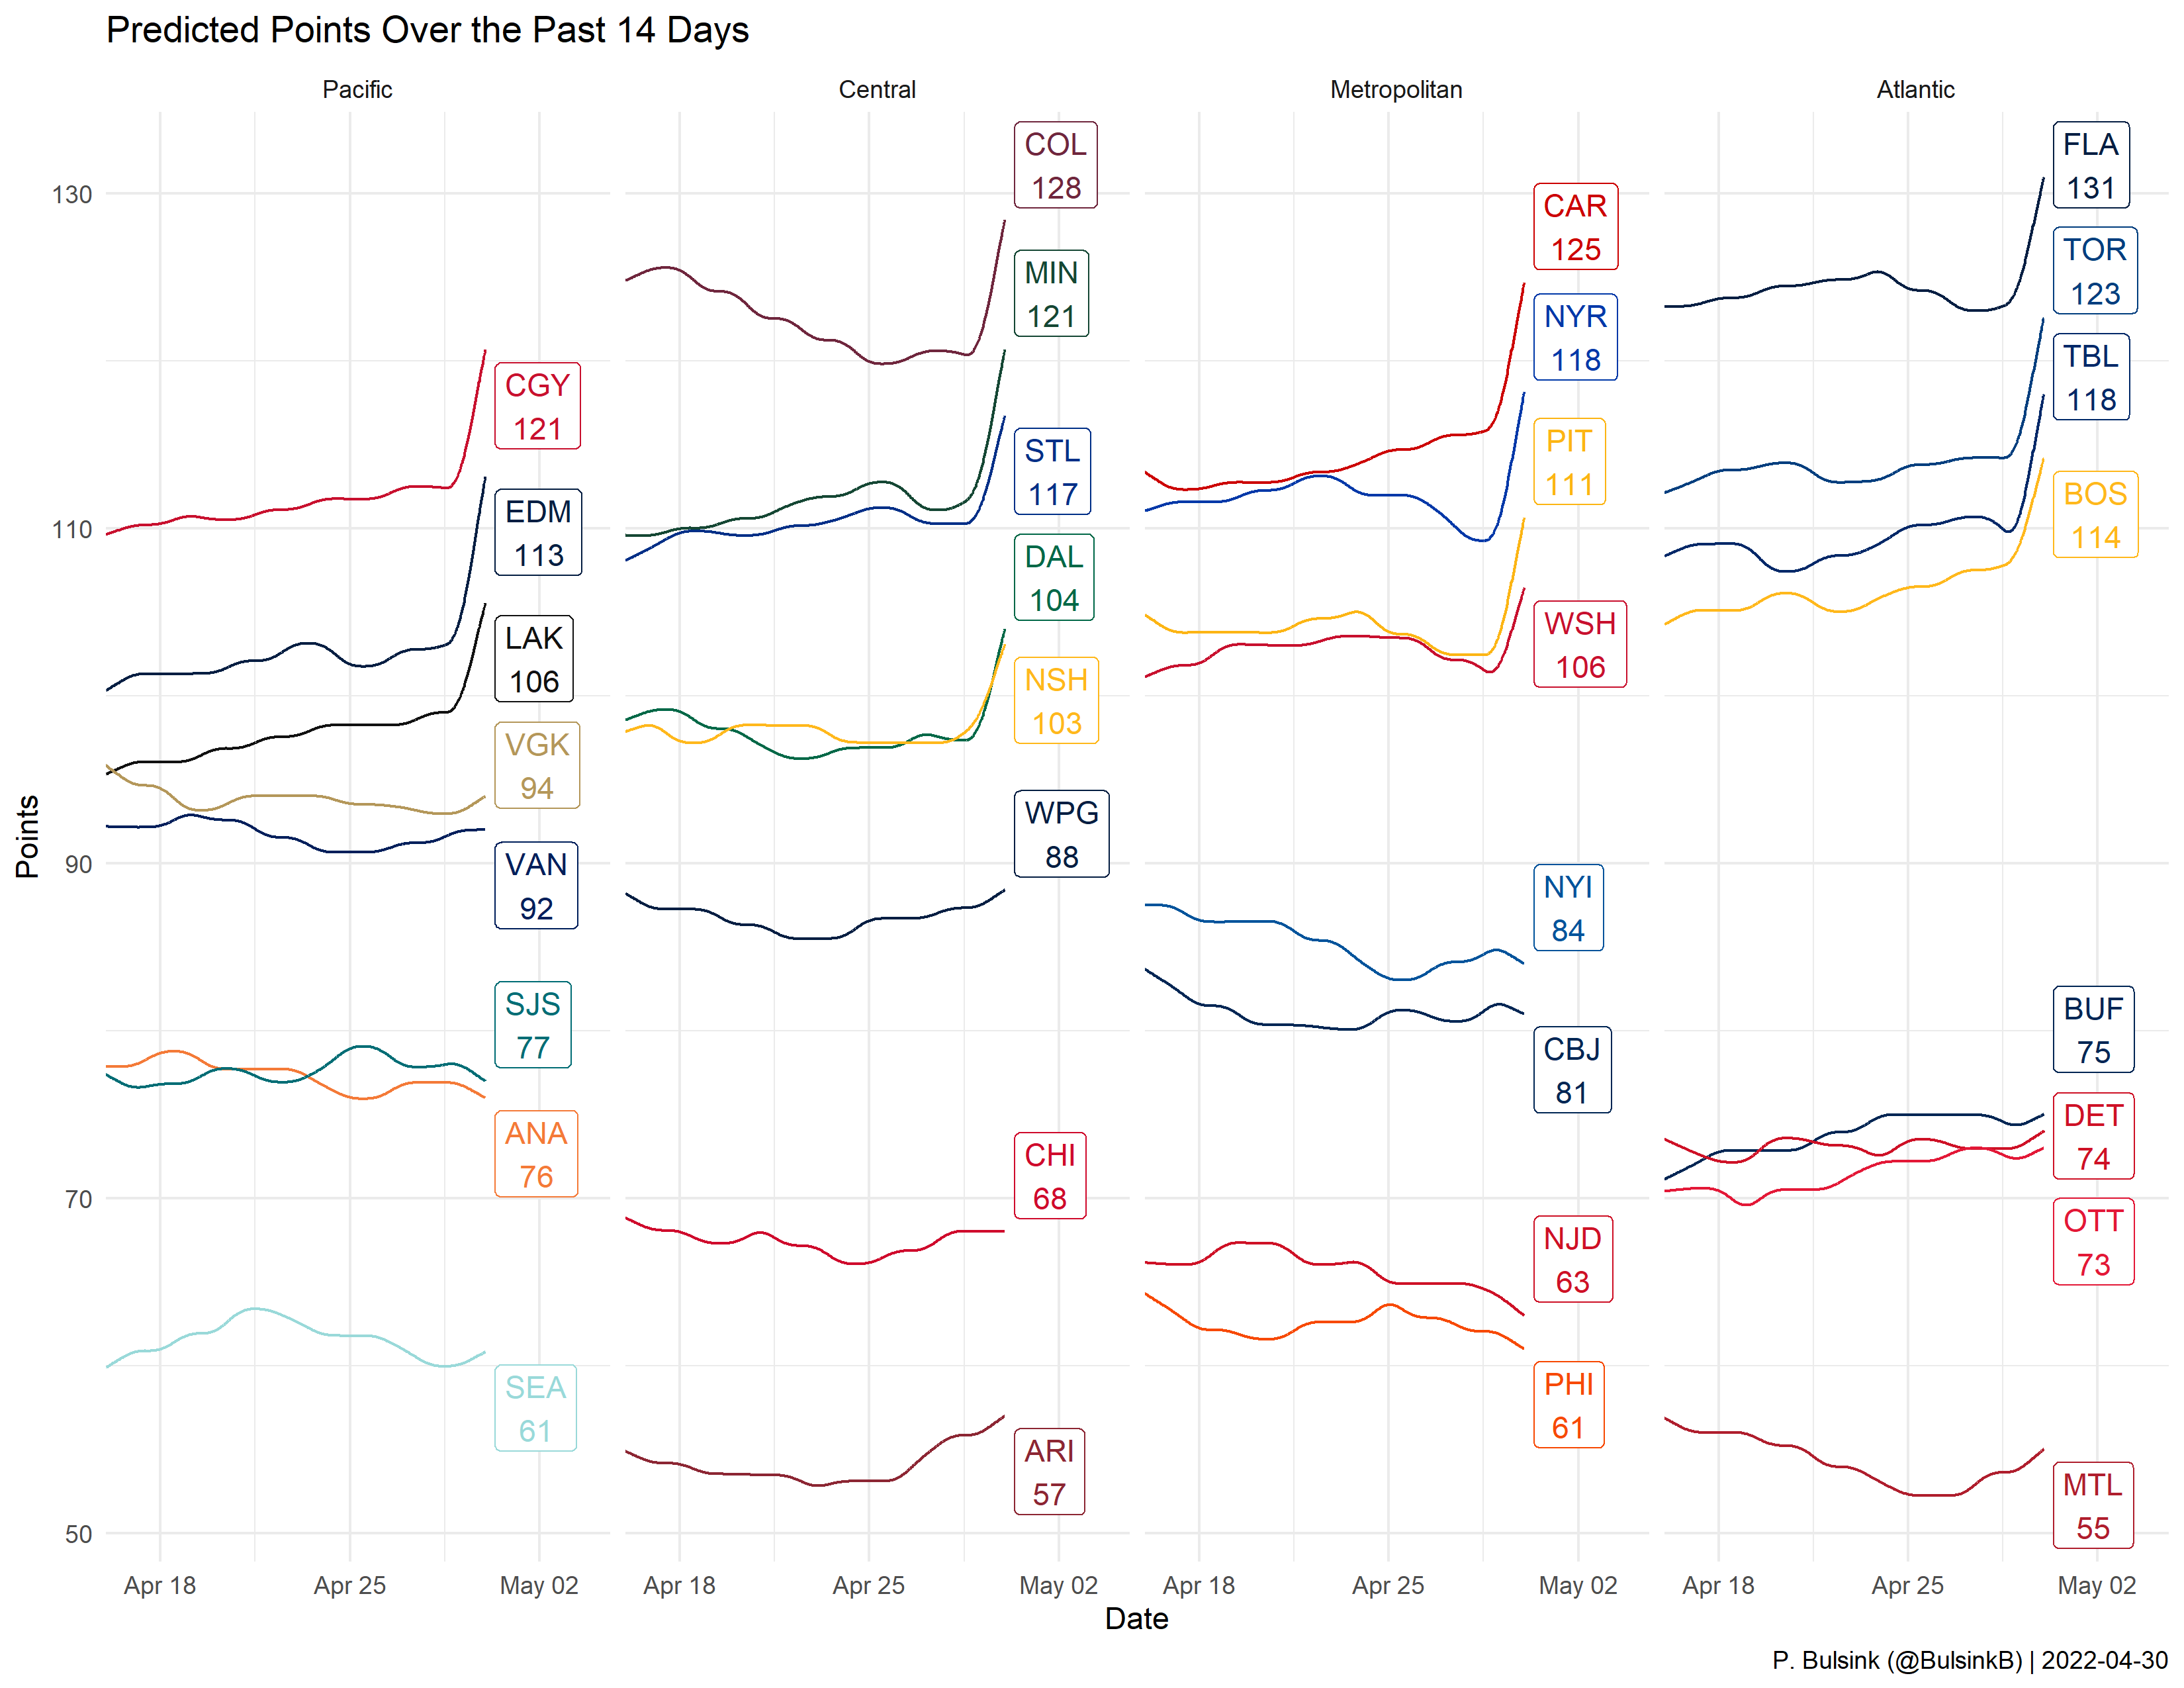 Predicted Points Over the Past 14 Days
Pacific
Central
Metropolitan
Atlantic
Points
130
110
90
70
50
CGY
121
EDM
113
LAK
106
VGK
94
VAN
92
SJS
77
ANA
76
SEA
61
COL
128
MIN
121
STL
117
DAL
104
NSH
103
WPG
88
CHI
68
ARI
57
CAR
125
NYR
118
PIT
111
WSH
106
NYI
84
CBJ
81
NJD
63
PHI
61
FLA
131
TOR
123
TBL
118
BOS
114
BUF
75
DET
74
OTT
73
MTL
55
Apr 18 Apr 25 May 02
Apr 18 Apr 25 May 02
Apr 18 Apr 25 May 02
Apr 18 Apr 25 May 02
Date
P. Bulsink (@BulsinkB) | 2022-04-30